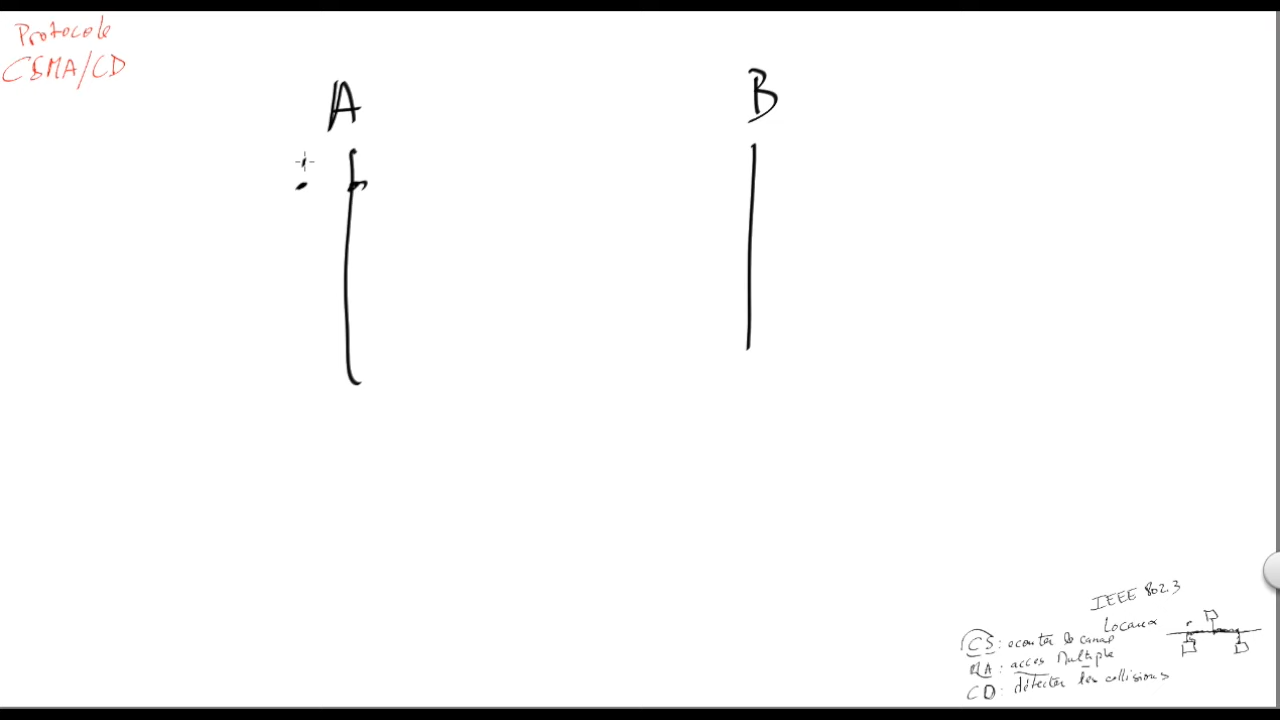 Protocole
CSMA/CD
A
B
IEEE 802.3
Locaux
CS : ecouter le canal
MA : accès Multiple
CD : détecter les collisions